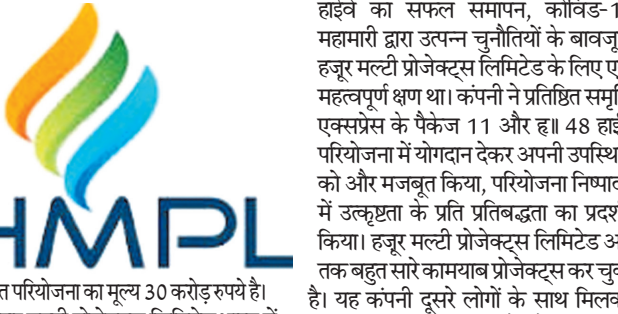 HMPL
त परियोजना का मूल्य 30 करोड़ रुपये है।
हाईवे का सफल समापन, कोविड-1
महामारी द्वारा उत्पन्न चुनौतियों के बावजू
हजूर मल्टी प्रोजेक्ट्स लिमिटेड के लिए ए
महत्वपूर्ण क्षण था। कंपनी ने प्रतिष्ठित समृ
एक्सप्रेस के पैकेज 11 और हृ॥ 48 हाई
परियोजना में योगदान देकर अपनी उपस्थि
को और मजबूत किया, परियोजना निष्पाद
में उत्कृष्टता के प्रति प्रतिबद्धता का प्रदर्श
किया। हजूर मल्टी प्रोजेक्ट्स लिमिटेड अ
तक बहुत सारे कामयाब प्रोजेक्ट्स कर चु
है। यह कंपनी दूसरे लोगों के साथ मिलक